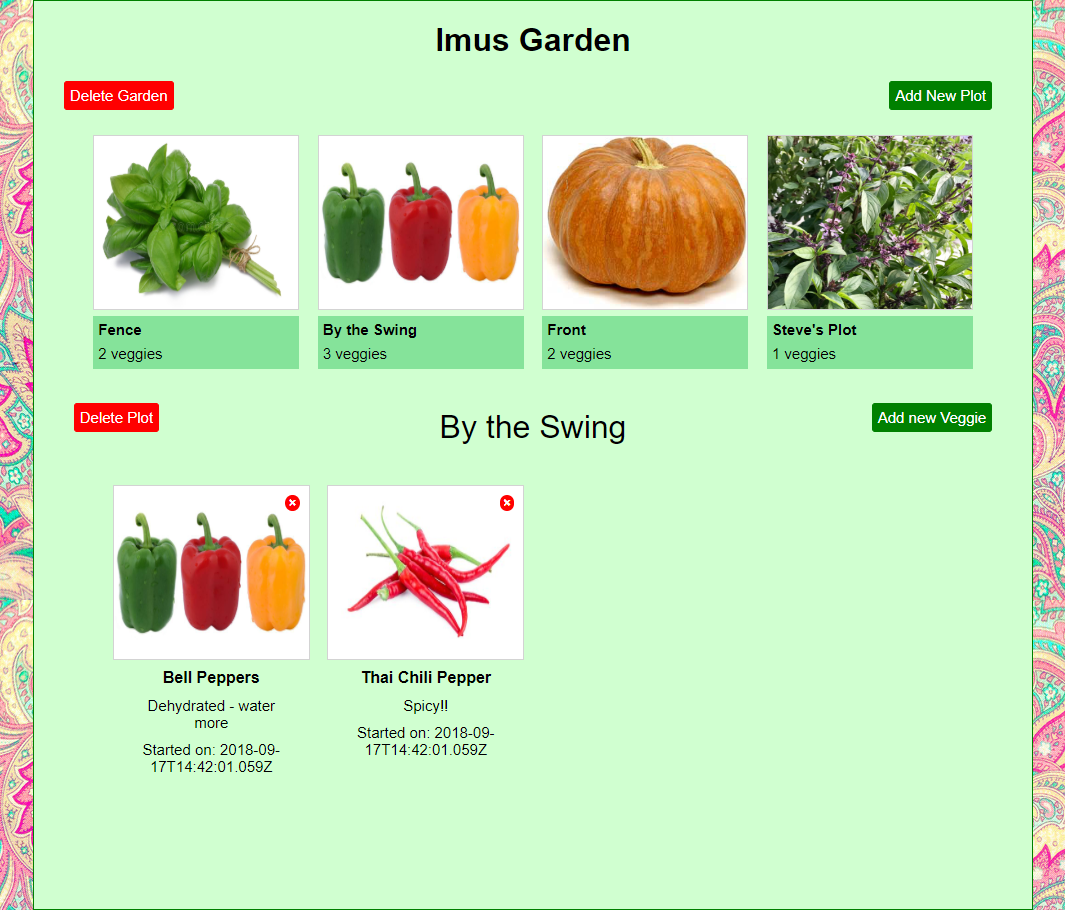 Imus Garden
Delete Garden
Add New Plot
Fence
2 veggies
By the Swing
3 veggies
Front
2 veggies
Steve's Plot
1 veggies
Delete Plot
By the Swing
Add new Veggie
Bell Peppers
Dehydrated - water
more
Started on: 2018-09-
17T14:42:01.059Z
Thai Chili Pepper
Spicy!!
Started on: 2018-09-
17T14:42:01.059Z